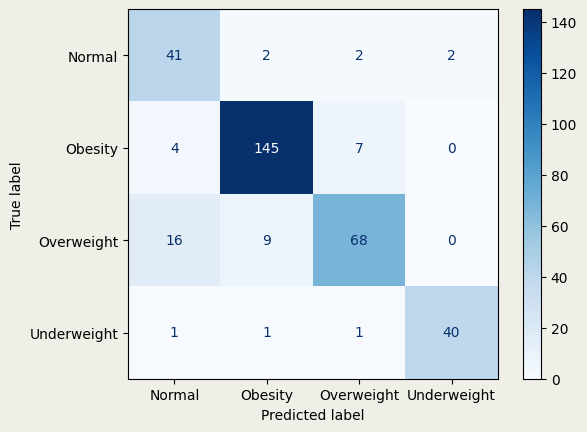 Normal 41 2 2 2
Obesity 4 145 7 0
Overweight 16 9 68 0
Underweight 1 1 1 40
Normal Obesity Overweight Underweight
Predicted label
True label
140
120
100
80
60
40
20
0